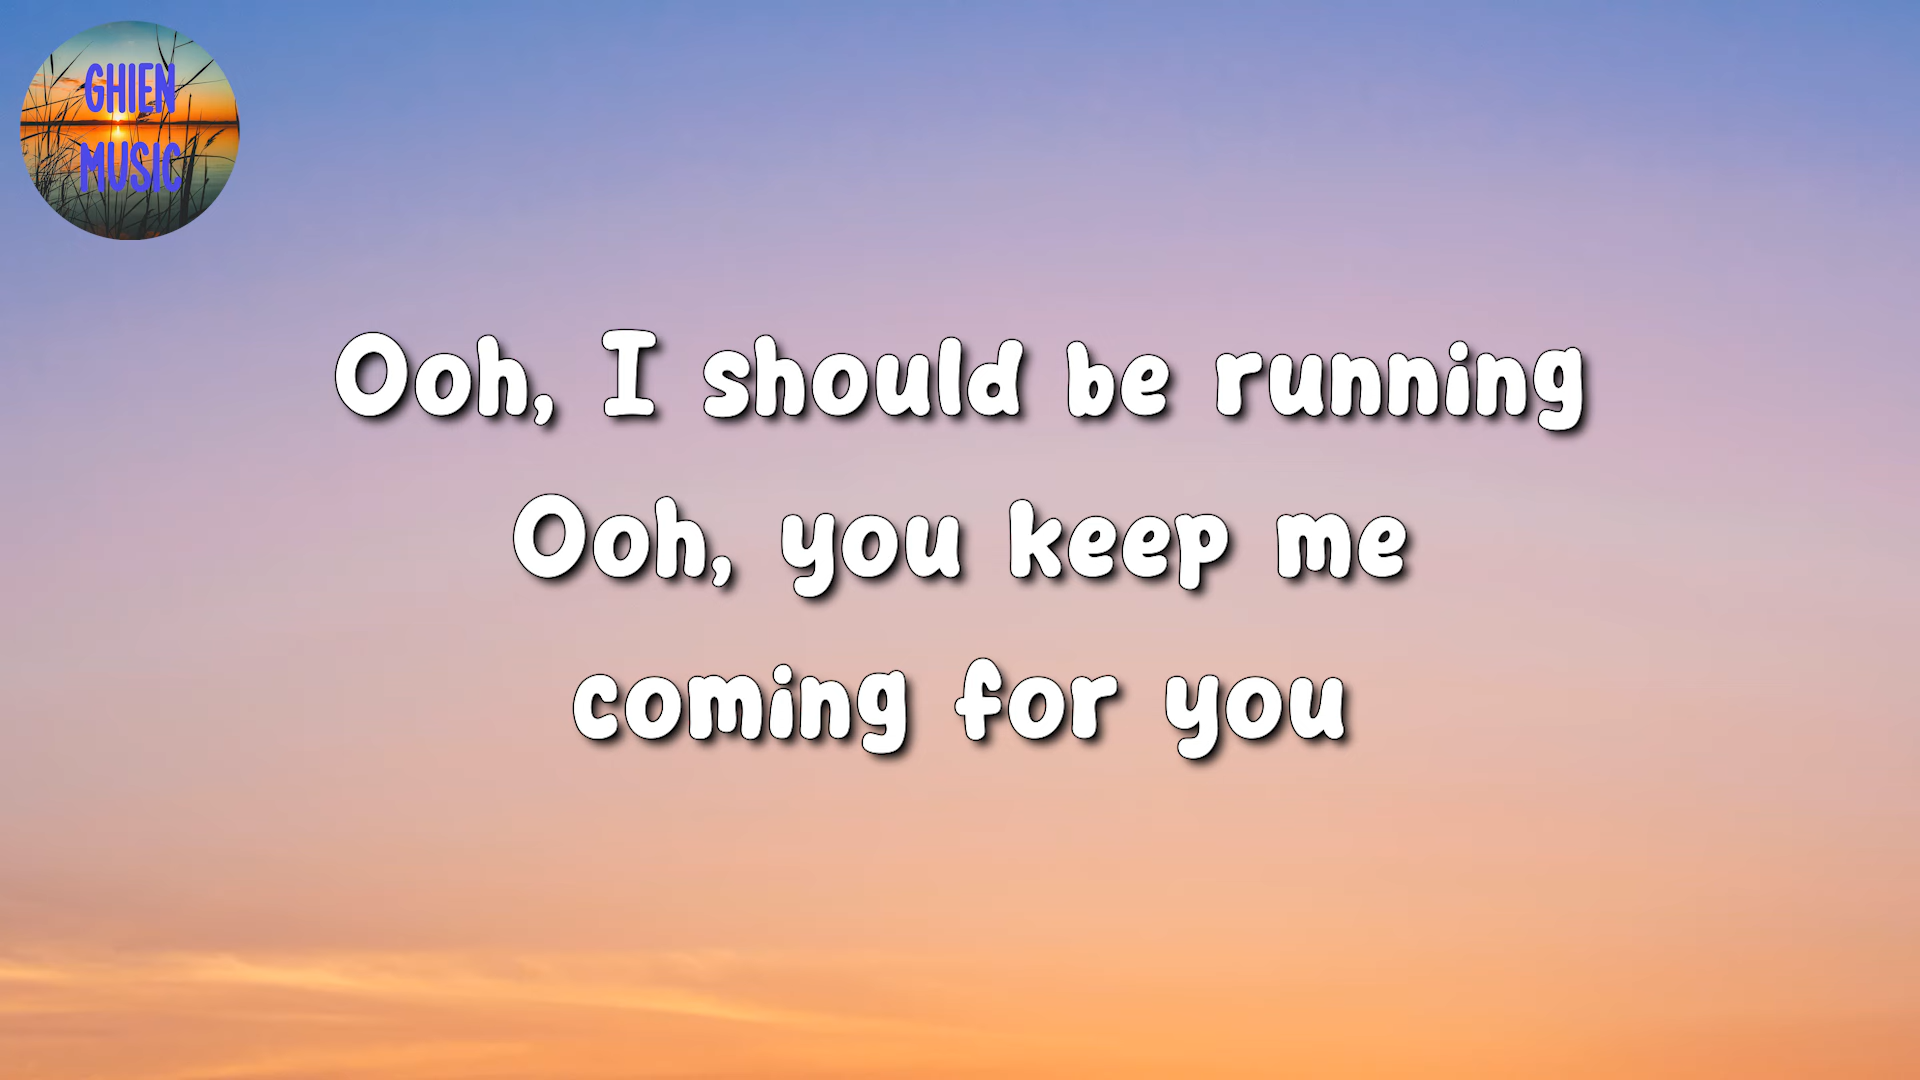 GHIEN
MUSIC
Ooh, I should be running
Ooh, you keep me
coming for you